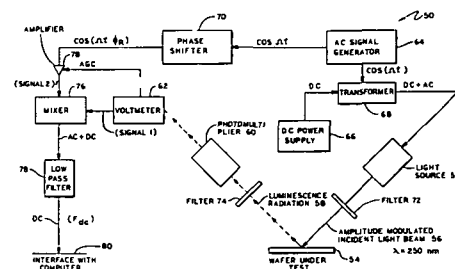 50
70
64
AMPLIFIER
78
COS(Ωt ϕR)
PHASE
SHIFTER
COS Ωt
AC SIGNAL
GENERATOR
AGC
(SIGNAL 2)
76
62
COS(Ωt)
68
DC
TRANSFORMER
DC+AC
MIXER
VOLTMETER
(SIGNAL 1)
AC+DC
PHOTOMULTI
PLIER 60
DC POWER
SUPPLY
66
LIGHT
SOURCE 5
78
LOW
PASS
FILTER
FILTER 74
LUMINESCENCE
RADIATION 58
FILTER 72
DC
(Fdc)
AMPLITUDE MODULATED
INCIDENT LIGHT BEAM 56
λ=250 nm
80
INTERFACE WITH
COMPUTER
54
WAFER UNDER
TEST